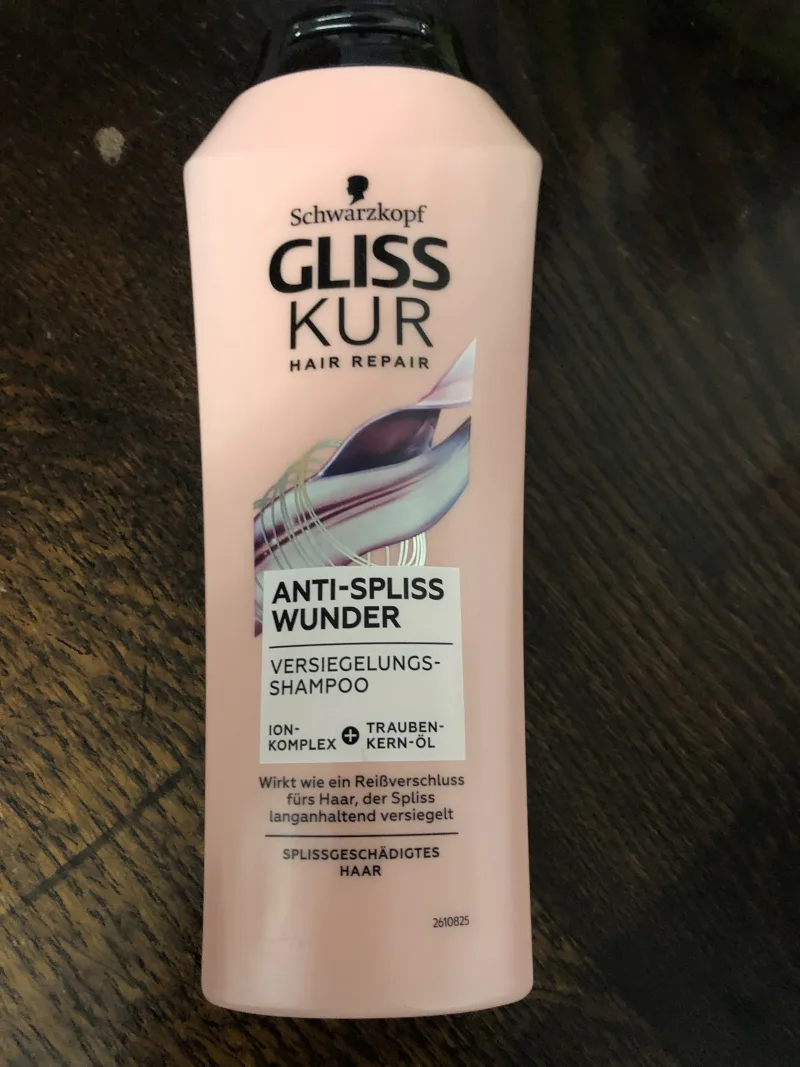 Schwarzkopf
GLISS
KUR
HAIR REPAIR
ANTI-SPLISS
WUNDER
VERSIEGELUNGS-
SHAMPOO
ION-
KOMPLEX + TRAUBEN-
KERN-ÖL
Wirkt wie ein Reißverschluss
fürs Haar, der Spliss
langanhaltend versiegelt
SPLISSGESCHÄDIGTES
HAAR
2610825